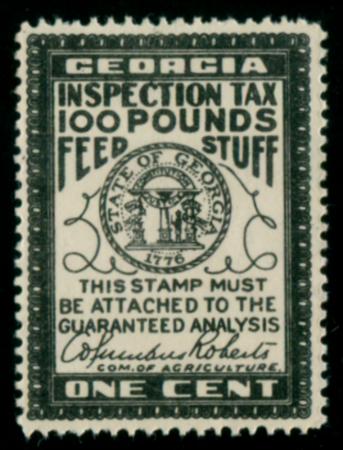 GEORGIA
INSPECTION TAX
100 POUNDS
FEED STUFF
STATE OF GEORGIA
1776
THIS STAMP MUST
BE ATTACHED TO THE
GUARANTEED ANALYSIS
Columbus Roberts
COM. OF AGRICULTURE.
ONE CENT